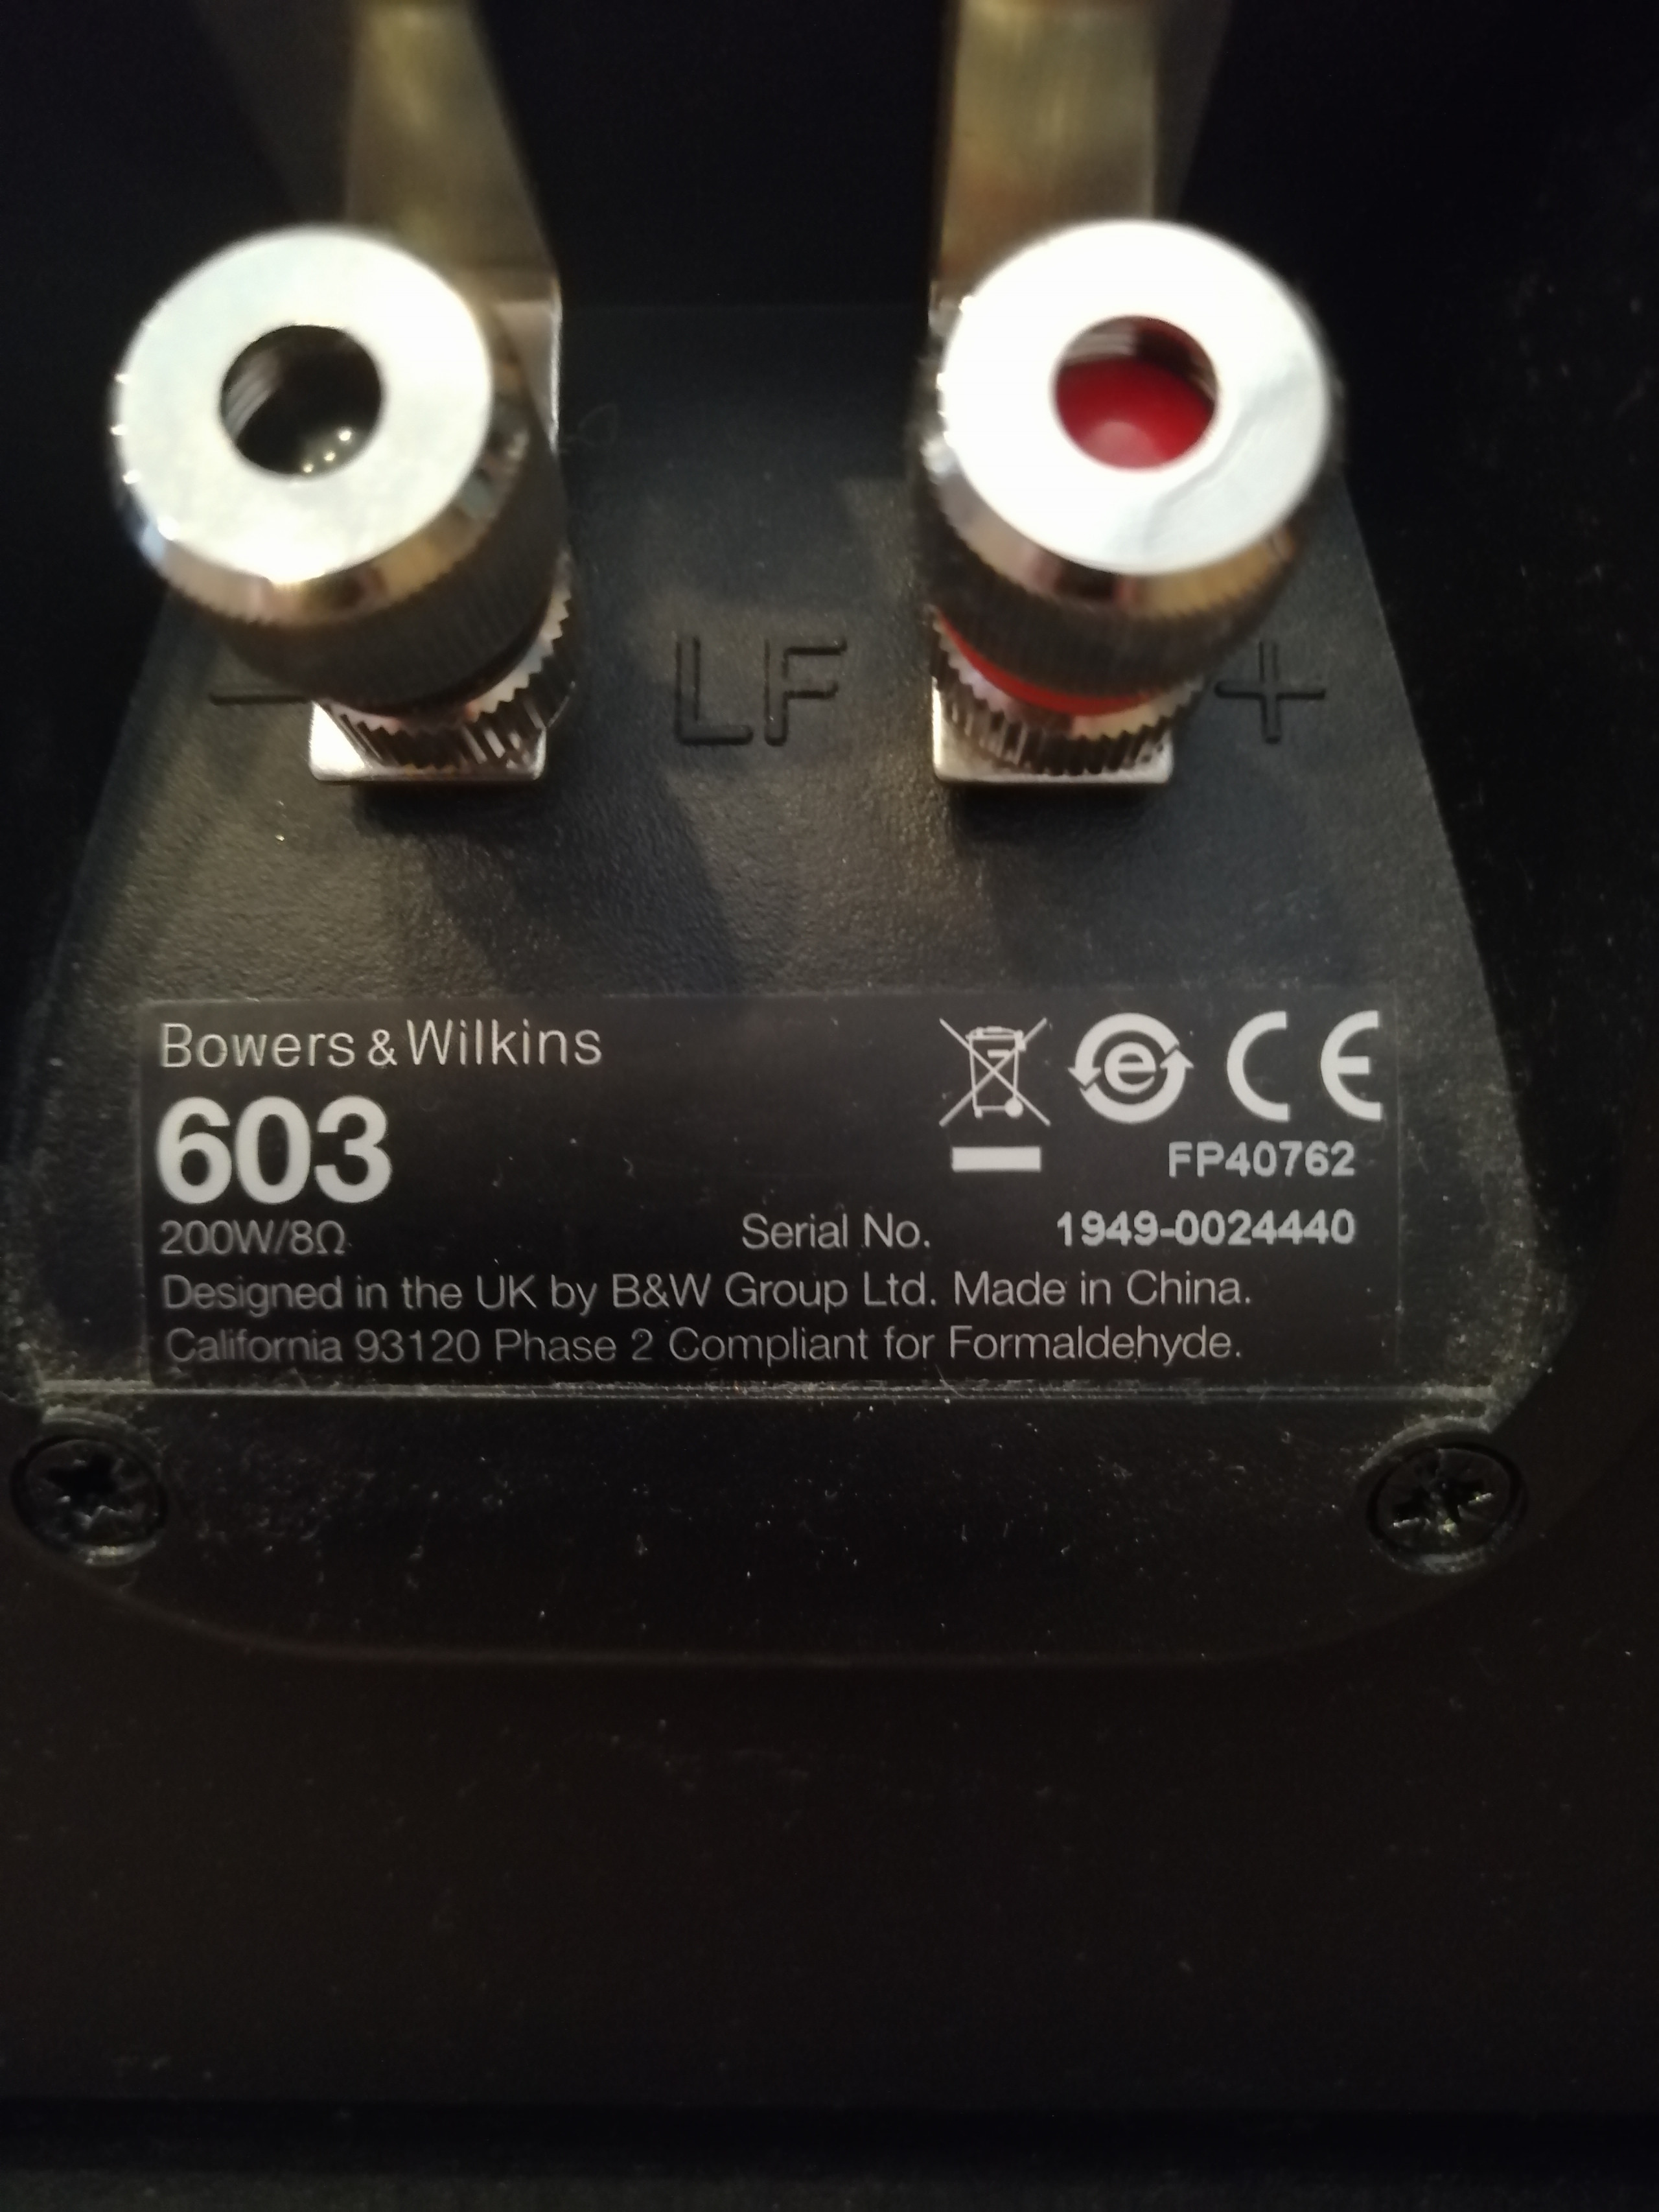 − LF +
Bowers & Wilkins
603
FP40762
200W/8Ω Serial No. 1949-0024440
Designed in the UK by B&W Group Ltd. Made in China.
California 93120 Phase 2 Compliant for Formaldehyde.